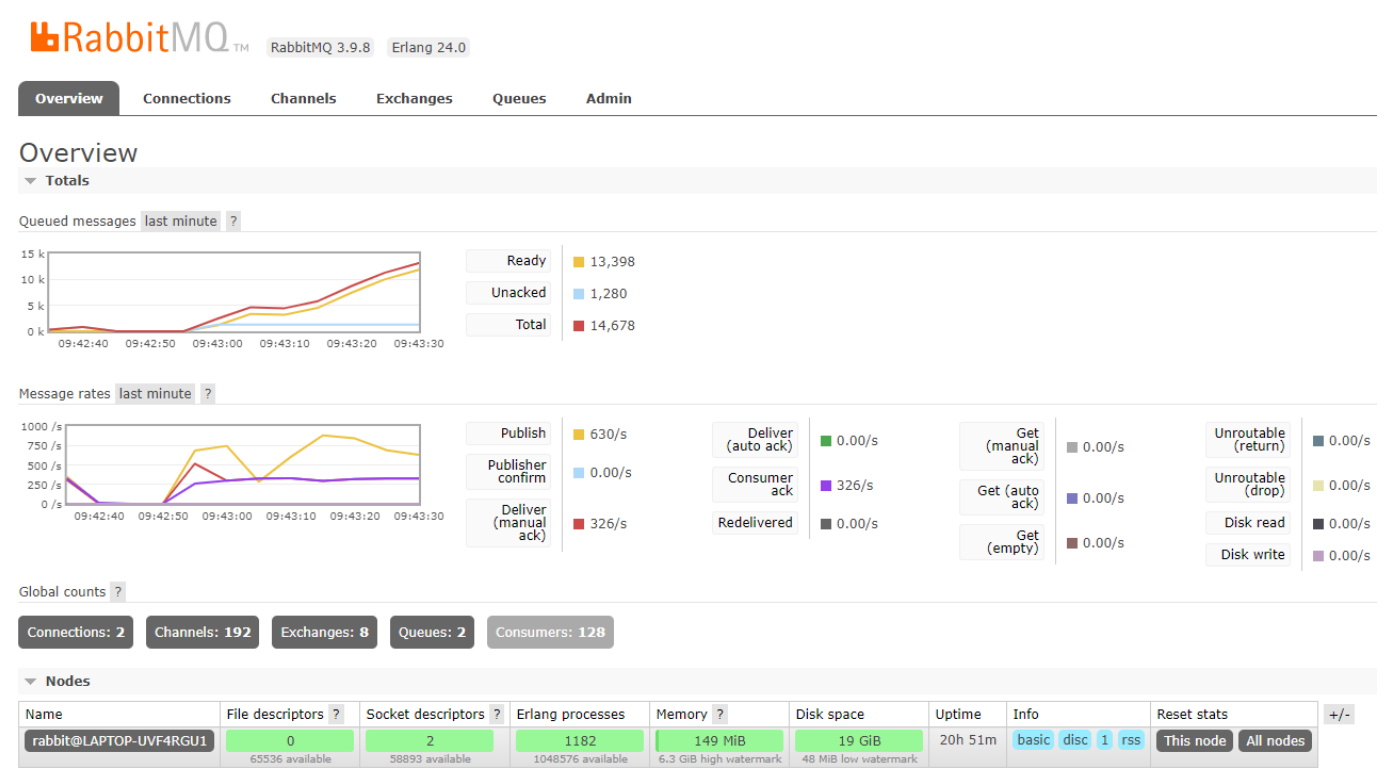 RabbitMQ TM RabbitMQ 3.9.8 Erlang 24.0
Overview Connections Channels Exchanges Queues Admin
Overview
Totals
Queued messages last minute ?
15 k
10 k
5 k
0 k
09:42:40 09:42:50 09:43:00 09:43:10 09:43:20 09:43:30
Ready 13,398
Unacked 1,280
Total 14,678
Message rates last minute ?
1000 /s
750 /s
500 /s
250 /s
0 /s
09:42:40 09:42:50 09:43:00 09:43:10 09:43:20 09:43:30
Publish 630/s
Publisher
confirm 0.00/s
Deliver
(manual
ack) 326/s
Deliver
(auto ack) 0.00/s
Consumer
ack 326/s
Redelivered 0.00/s
Get
(manual
ack) 0.00/s
Get (auto
ack) 0.00/s
Get
(empty) 0.00/s
Unroutable
(return) 0.00/s
Unroutable
(drop) 0.00/s
Disk read 0.00/s
Disk write 0.00/s
Global counts ?
Connections: 2 Channels: 192 Exchanges: 8 Queues: 2 Consumers: 128
Nodes
Name File descriptors ? Socket descriptors ? Erlang processes Memory ? Disk space Uptime Info Reset stats +/-
rabbit@LAPTOP-UVF4RGU1 0 2 1182 149 MiB 19 GiB 20h 51m basic disc 1 rss This node All nodes
65536 available 58893 available 1048576 available 6.3 GiB high watermark 48 MiB low watermark